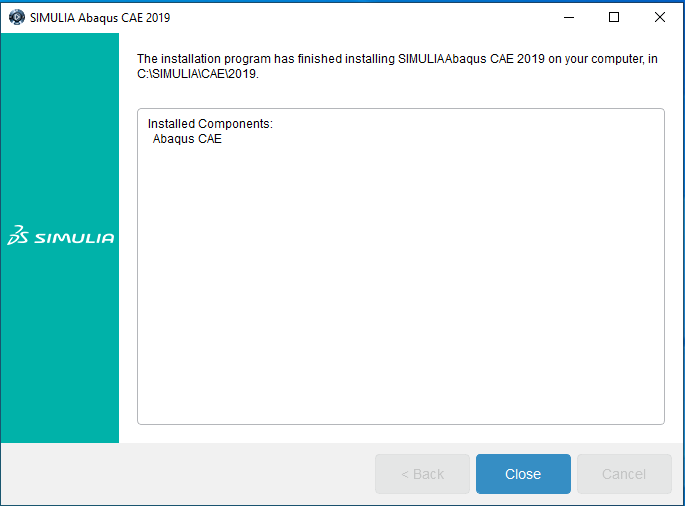 SIMULIA Abaqus CAE 2019
The installation program has finished installing SIMULIAAbaqus CAE 2019 on your computer, in
C:\SIMULIA\CAE\2019.
Installed Components:
Abaqus CAE
3DS SIMULIA
< Back
Close
Cancel